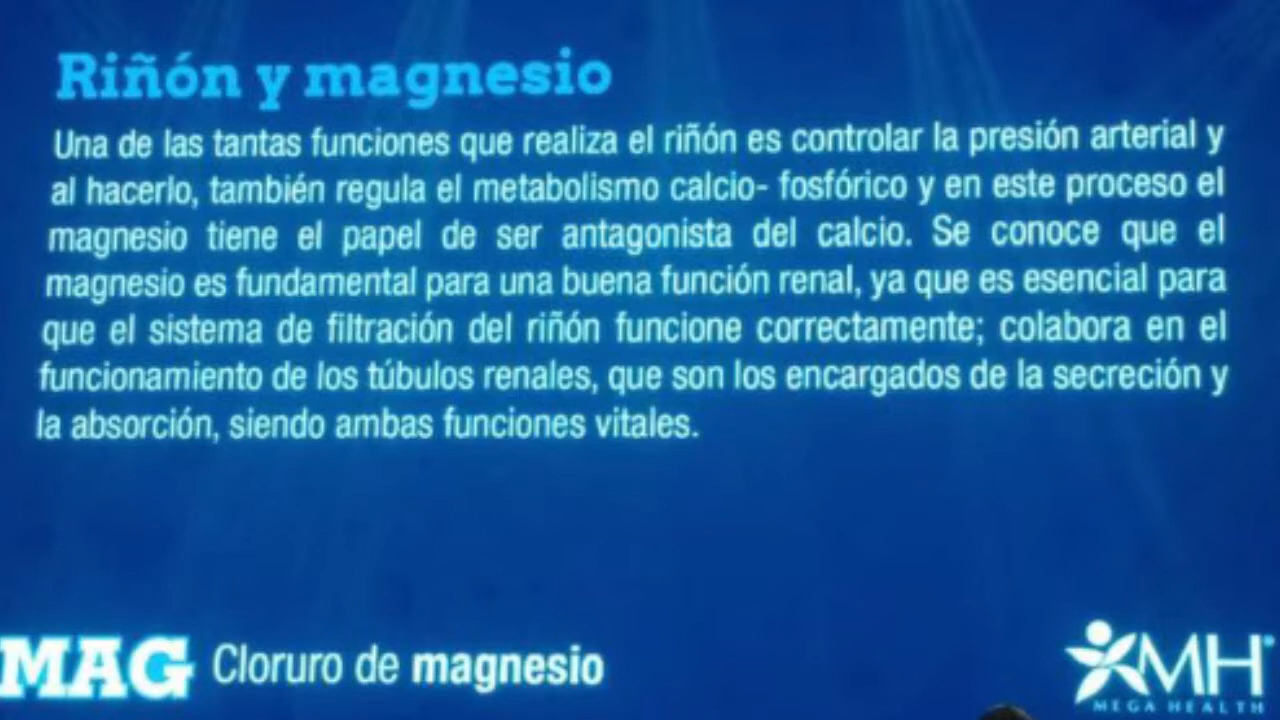 Riñón y magnesio
Una de las tantas funciones que realiza el riñón es controlar la presión arterial y
al hacerlo, también regula el metabolismo calcio- fosfórico y en este proceso el
magnesio tiene el papel de ser antagonista del calcio. Se conoce que el
magnesio es fundamental para una buena función renal, ya que es esencial para
que el sistema de filtración del riñón funcione correctamente; colabora en el
funcionamiento de los túbulos renales, que son los encargados de la secreción y
la absorción, siendo ambas funciones vitales.
MAG Cloruro de magnesio
MH
MEGA HEALTH